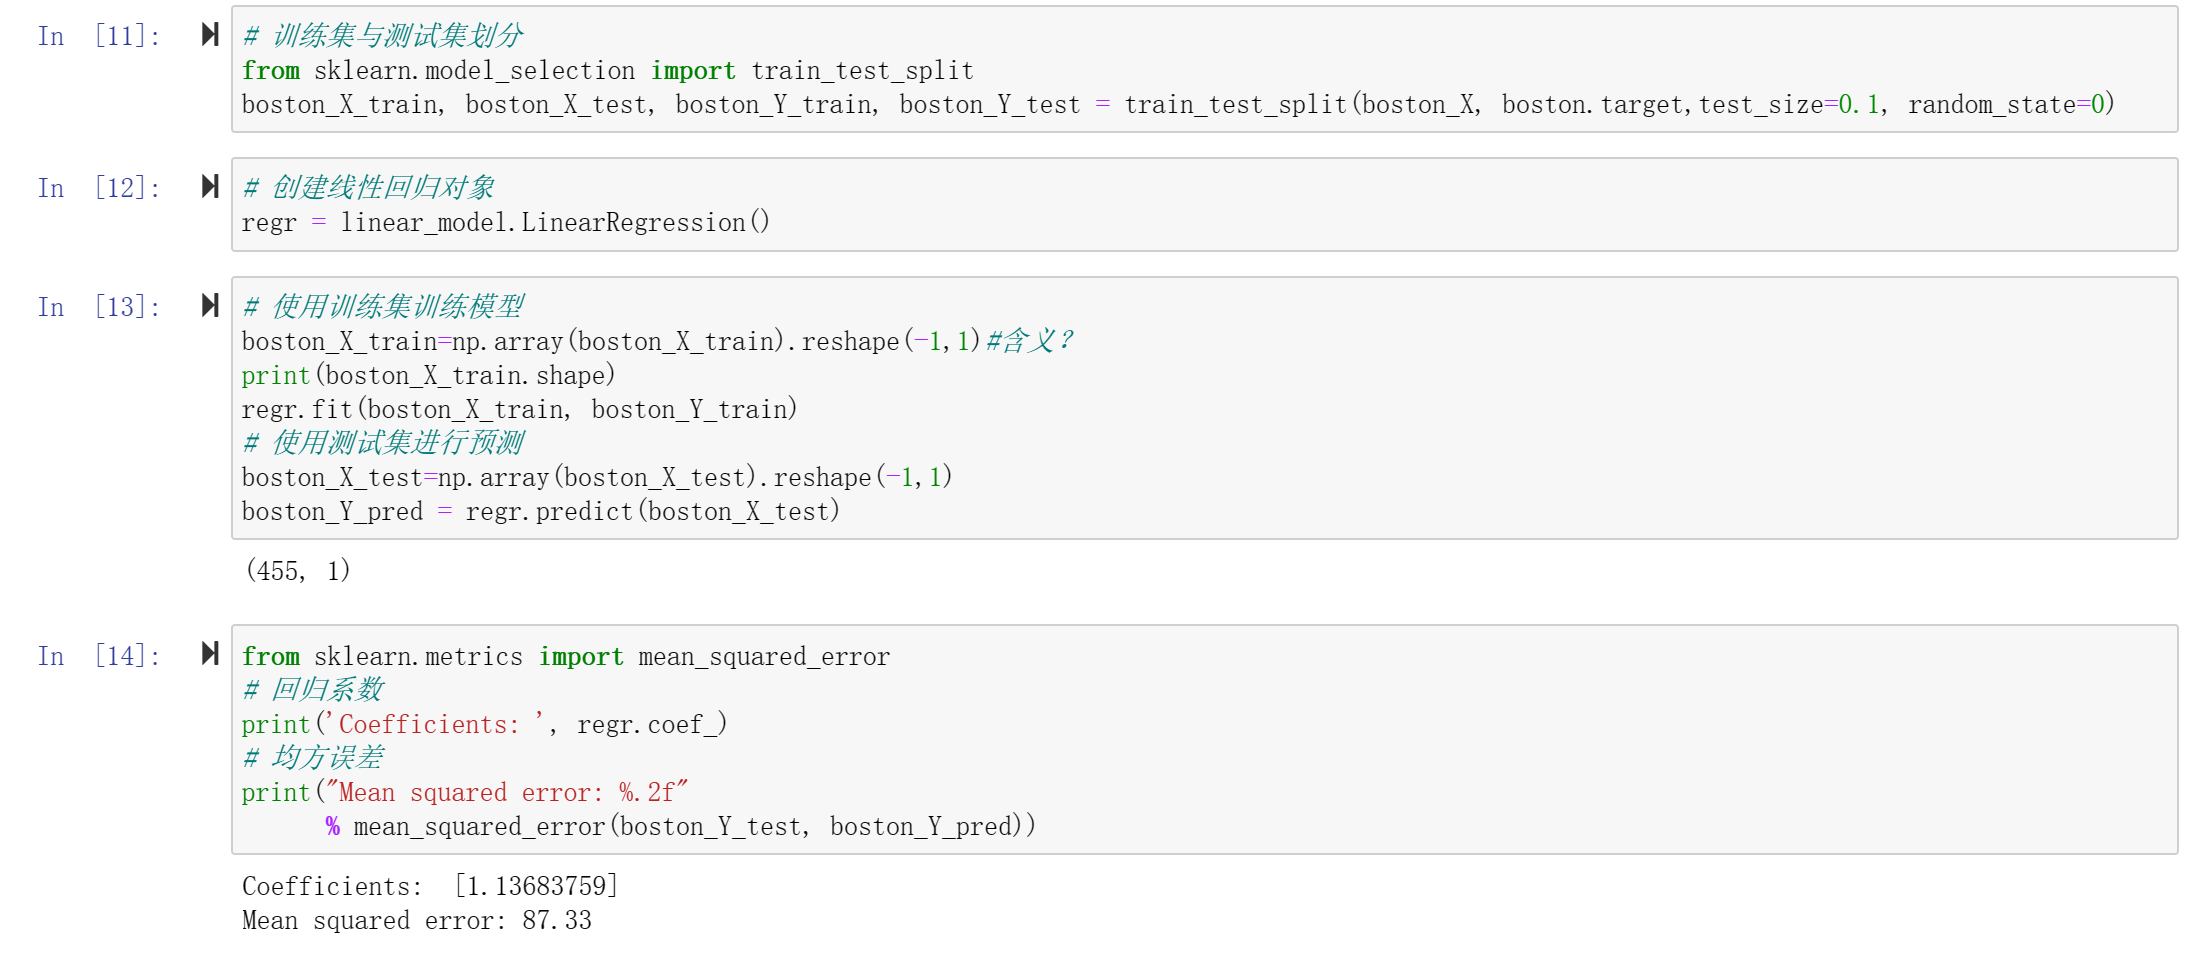 In [11]:
# 训练集与测试集划分
from sklearn.model_selection import train_test_split
boston_X_train, boston_X_test, boston_Y_train, boston_Y_test = train_test_split(boston_X, boston.target,test_size=0.1, random_state=0)
In [12]:
# 创建线性回归对象
regr = linear_model.LinearRegression()
In [13]:
# 使用训练集训练模型
boston_X_train=np.array(boston_X_train).reshape(-1,1)#含义？
print(boston_X_train.shape)
regr.fit(boston_X_train, boston_Y_train)
# 使用测试集进行预测
boston_X_test=np.array(boston_X_test).reshape(-1,1)
boston_Y_pred = regr.predict(boston_X_test)
(455, 1)
In [14]:
from sklearn.metrics import mean_squared_error
# 回归系数
print('Coefficients: ', regr.coef_)
# 均方误差
print("Mean squared error: %.2f"
% mean_squared_error(boston_Y_test, boston_Y_pred))
Coefficients:  [1.13683759]
Mean squared error: 87.33